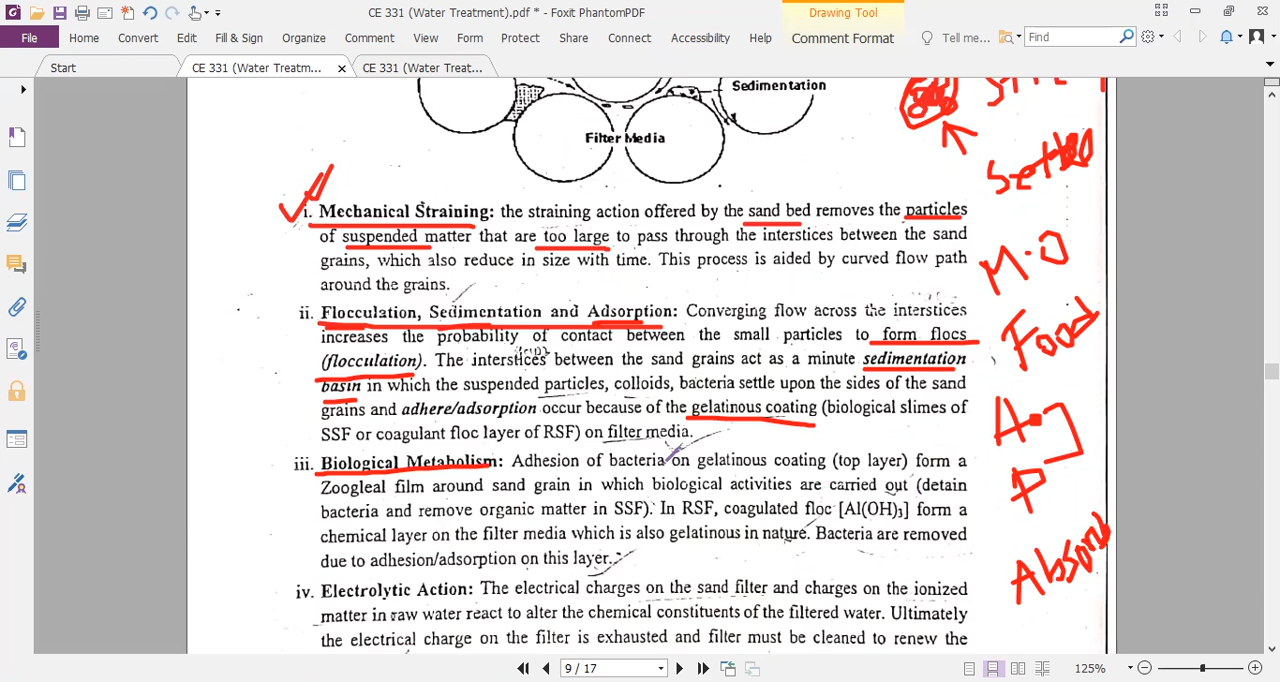 CE 331 (Water Treatment).pdf * - Foxit PhantomPDF
Drawing Tool
File Home Convert Edit Fill & Sign Organize Comment View Form Protect Share Connect Accessibility Help Comment Format Tell me... Find
Start CE 331 (Water Treatm... CE 331 (Water Treat...
Sedimentation
Filter Media
Settled
i. Mechanical Straining: the straining action offered by the sand bed removes the particles
of suspended matter that are too large to pass through the interstices between the sand
grains, which also reduce in size with time. This process is aided by curved flow path
around the grains.
M.O
ii. Flocculation, Sedimentation and Adsorption: Converging flow across the interstices
increases the probability of contact between the small particles to form flocs
(flocculation). The interstices between the sand grains act as a minute sedimentation
basin in which the suspended particles, colloids, bacteria settle upon the sides of the sand
grains and adhere/adsorption occur because of the gelatinous coating (biological slimes of
SSF or coagulant floc layer of RSF) on filter media.
Food
A
P
iii. Biological Metabolism: Adhesion of bacteria on gelatinous coating (top layer) form a
Zoogleal film around sand grain in which biological activities are carried out (detain
bacteria and remove organic matter in SSF). In RSF, coagulated floc [Al(OH)3] form a
chemical layer on the filter media which is also gelatinous in nature. Bacteria are removed
due to adhesion/adsorption on this layer.
Absorb
iv. Electrolytic Action: The electrical charges on the sand filter and charges on the ionized
matter in raw water react to alter the chemical constituents of the filtered water. Ultimately
the electrical charge on the filter is exhausted and filter must be cleaned to renew the
9 / 17
125%